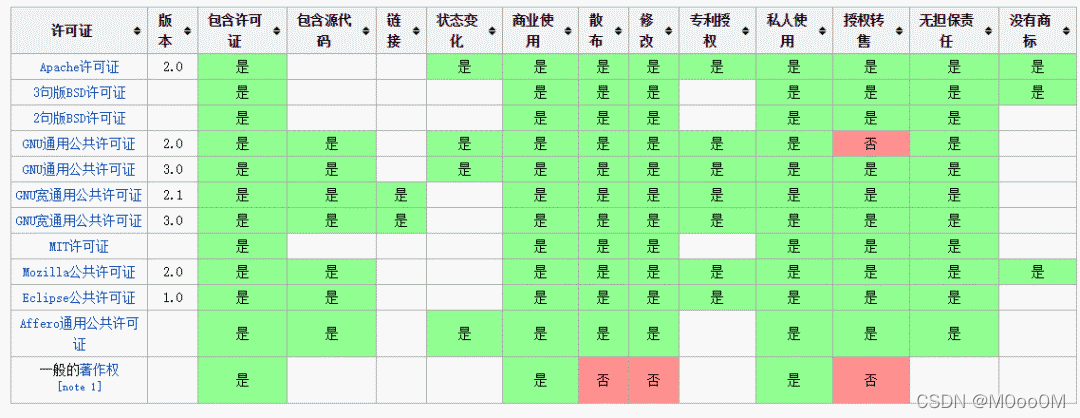 许可证 版本 包含许可证 包含源代码 链接 状态变化 商业使用 散布 修改 专利授权 私人使用 授权转售 无担保责任 没有商标
Apache许可证 2.0 是 是 是 是 是 是 是 是 是 是
3句版BSD许可证 是 是 是 是 是 是 是 是
2句版BSD许可证 是 是 是 是 是 是 是
GNU通用公共许可证 2.0 是 是 是 是 是 是 是 是 否 是
GNU通用公共许可证 3.0 是 是 是 是 是 是 是 是 是 是
GNU宽通用公共许可证 2.1 是 是 是 是 是 是 是 是 是 是
GNU宽通用公共许可证 3.0 是 是 是 是 是 是 是 是 是 是
MIT许可证 是 是 是 是 是 是 是
Mozilla公共许可证 2.0 是 是 是 是 是 是 是 是 是 是
Eclipse公共许可证 1.0 是 是 是 是 是 是 是 是 是
Affero通用公共许可证 是 是 是 是 是 是 是 是 是
一般的著作权 [note 1] 是 是 否 否 是 否
CSDN @M0oo0M